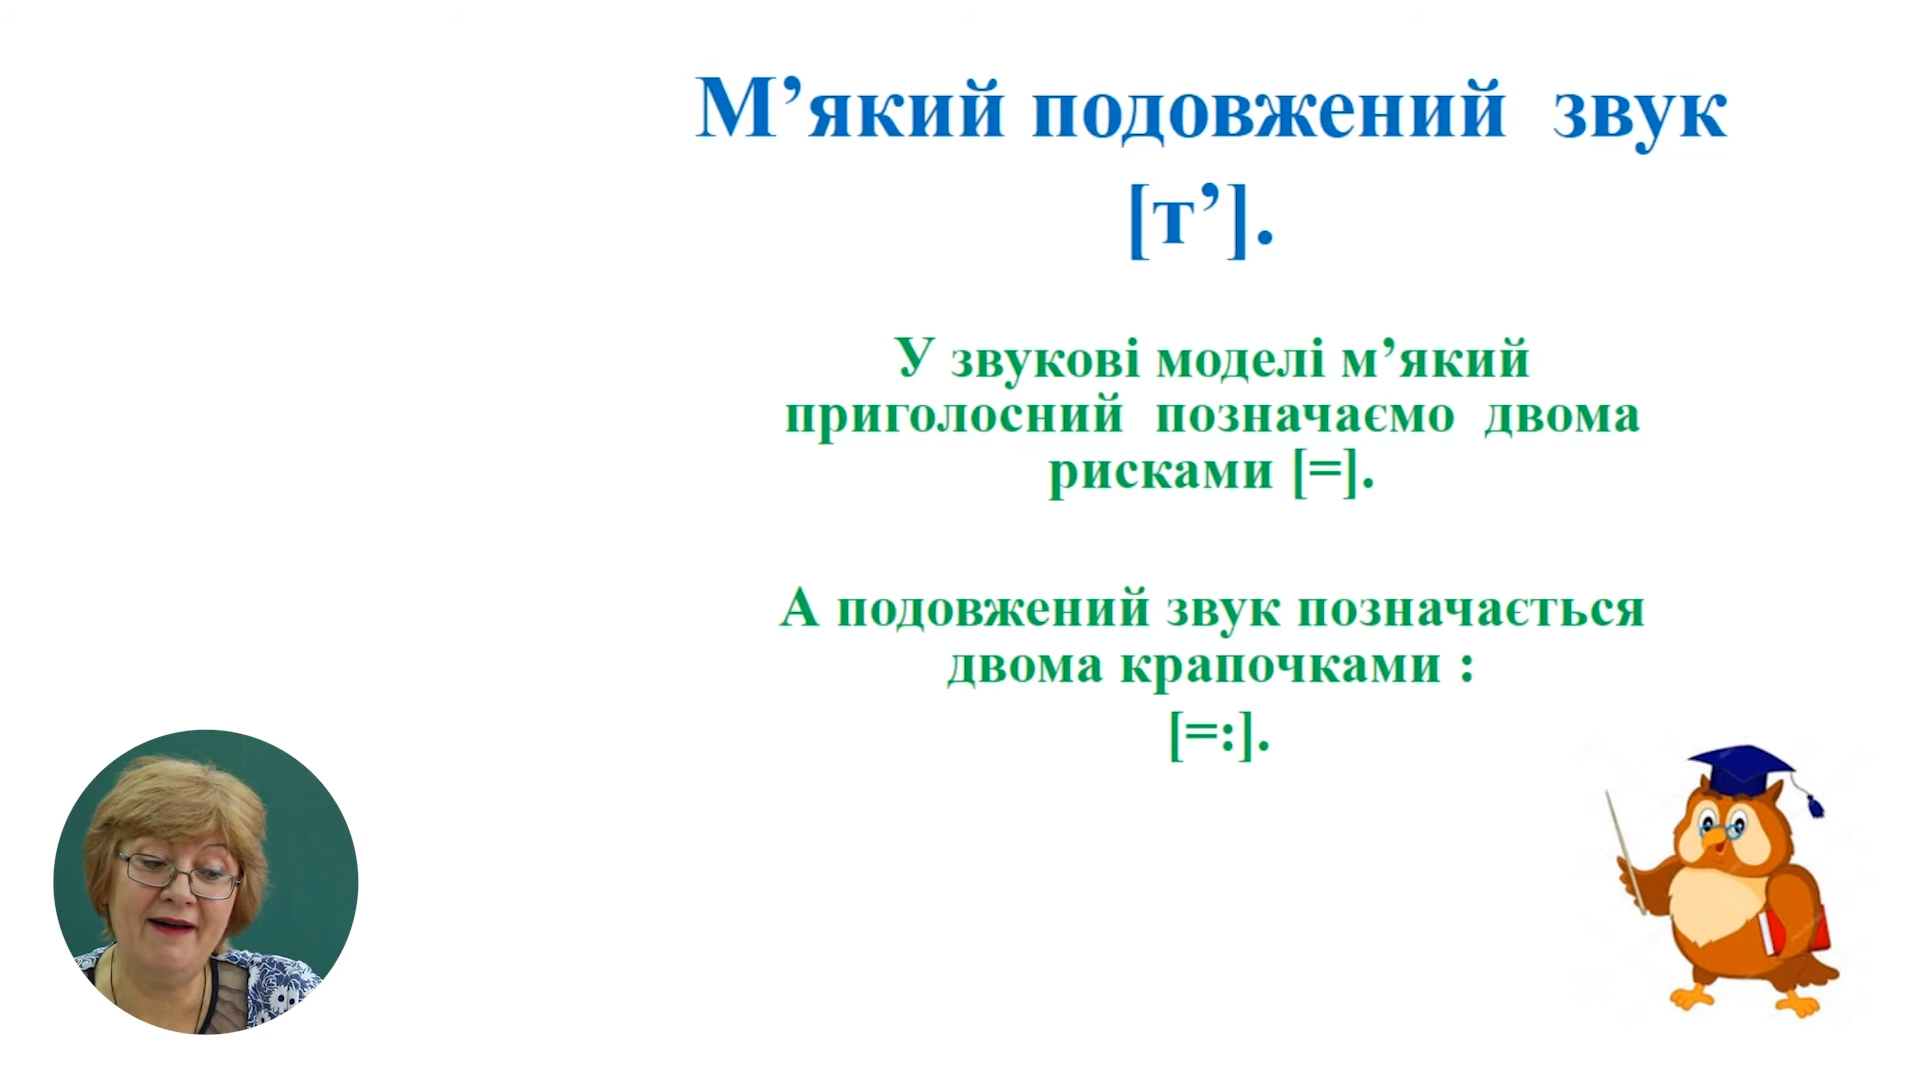 М’який подовжений звук
[т’].
У звукові моделі м’який
приголосний позначаємо двома
рисками [=].
А подовжений звук позначається
двома крапочками :
[=:].